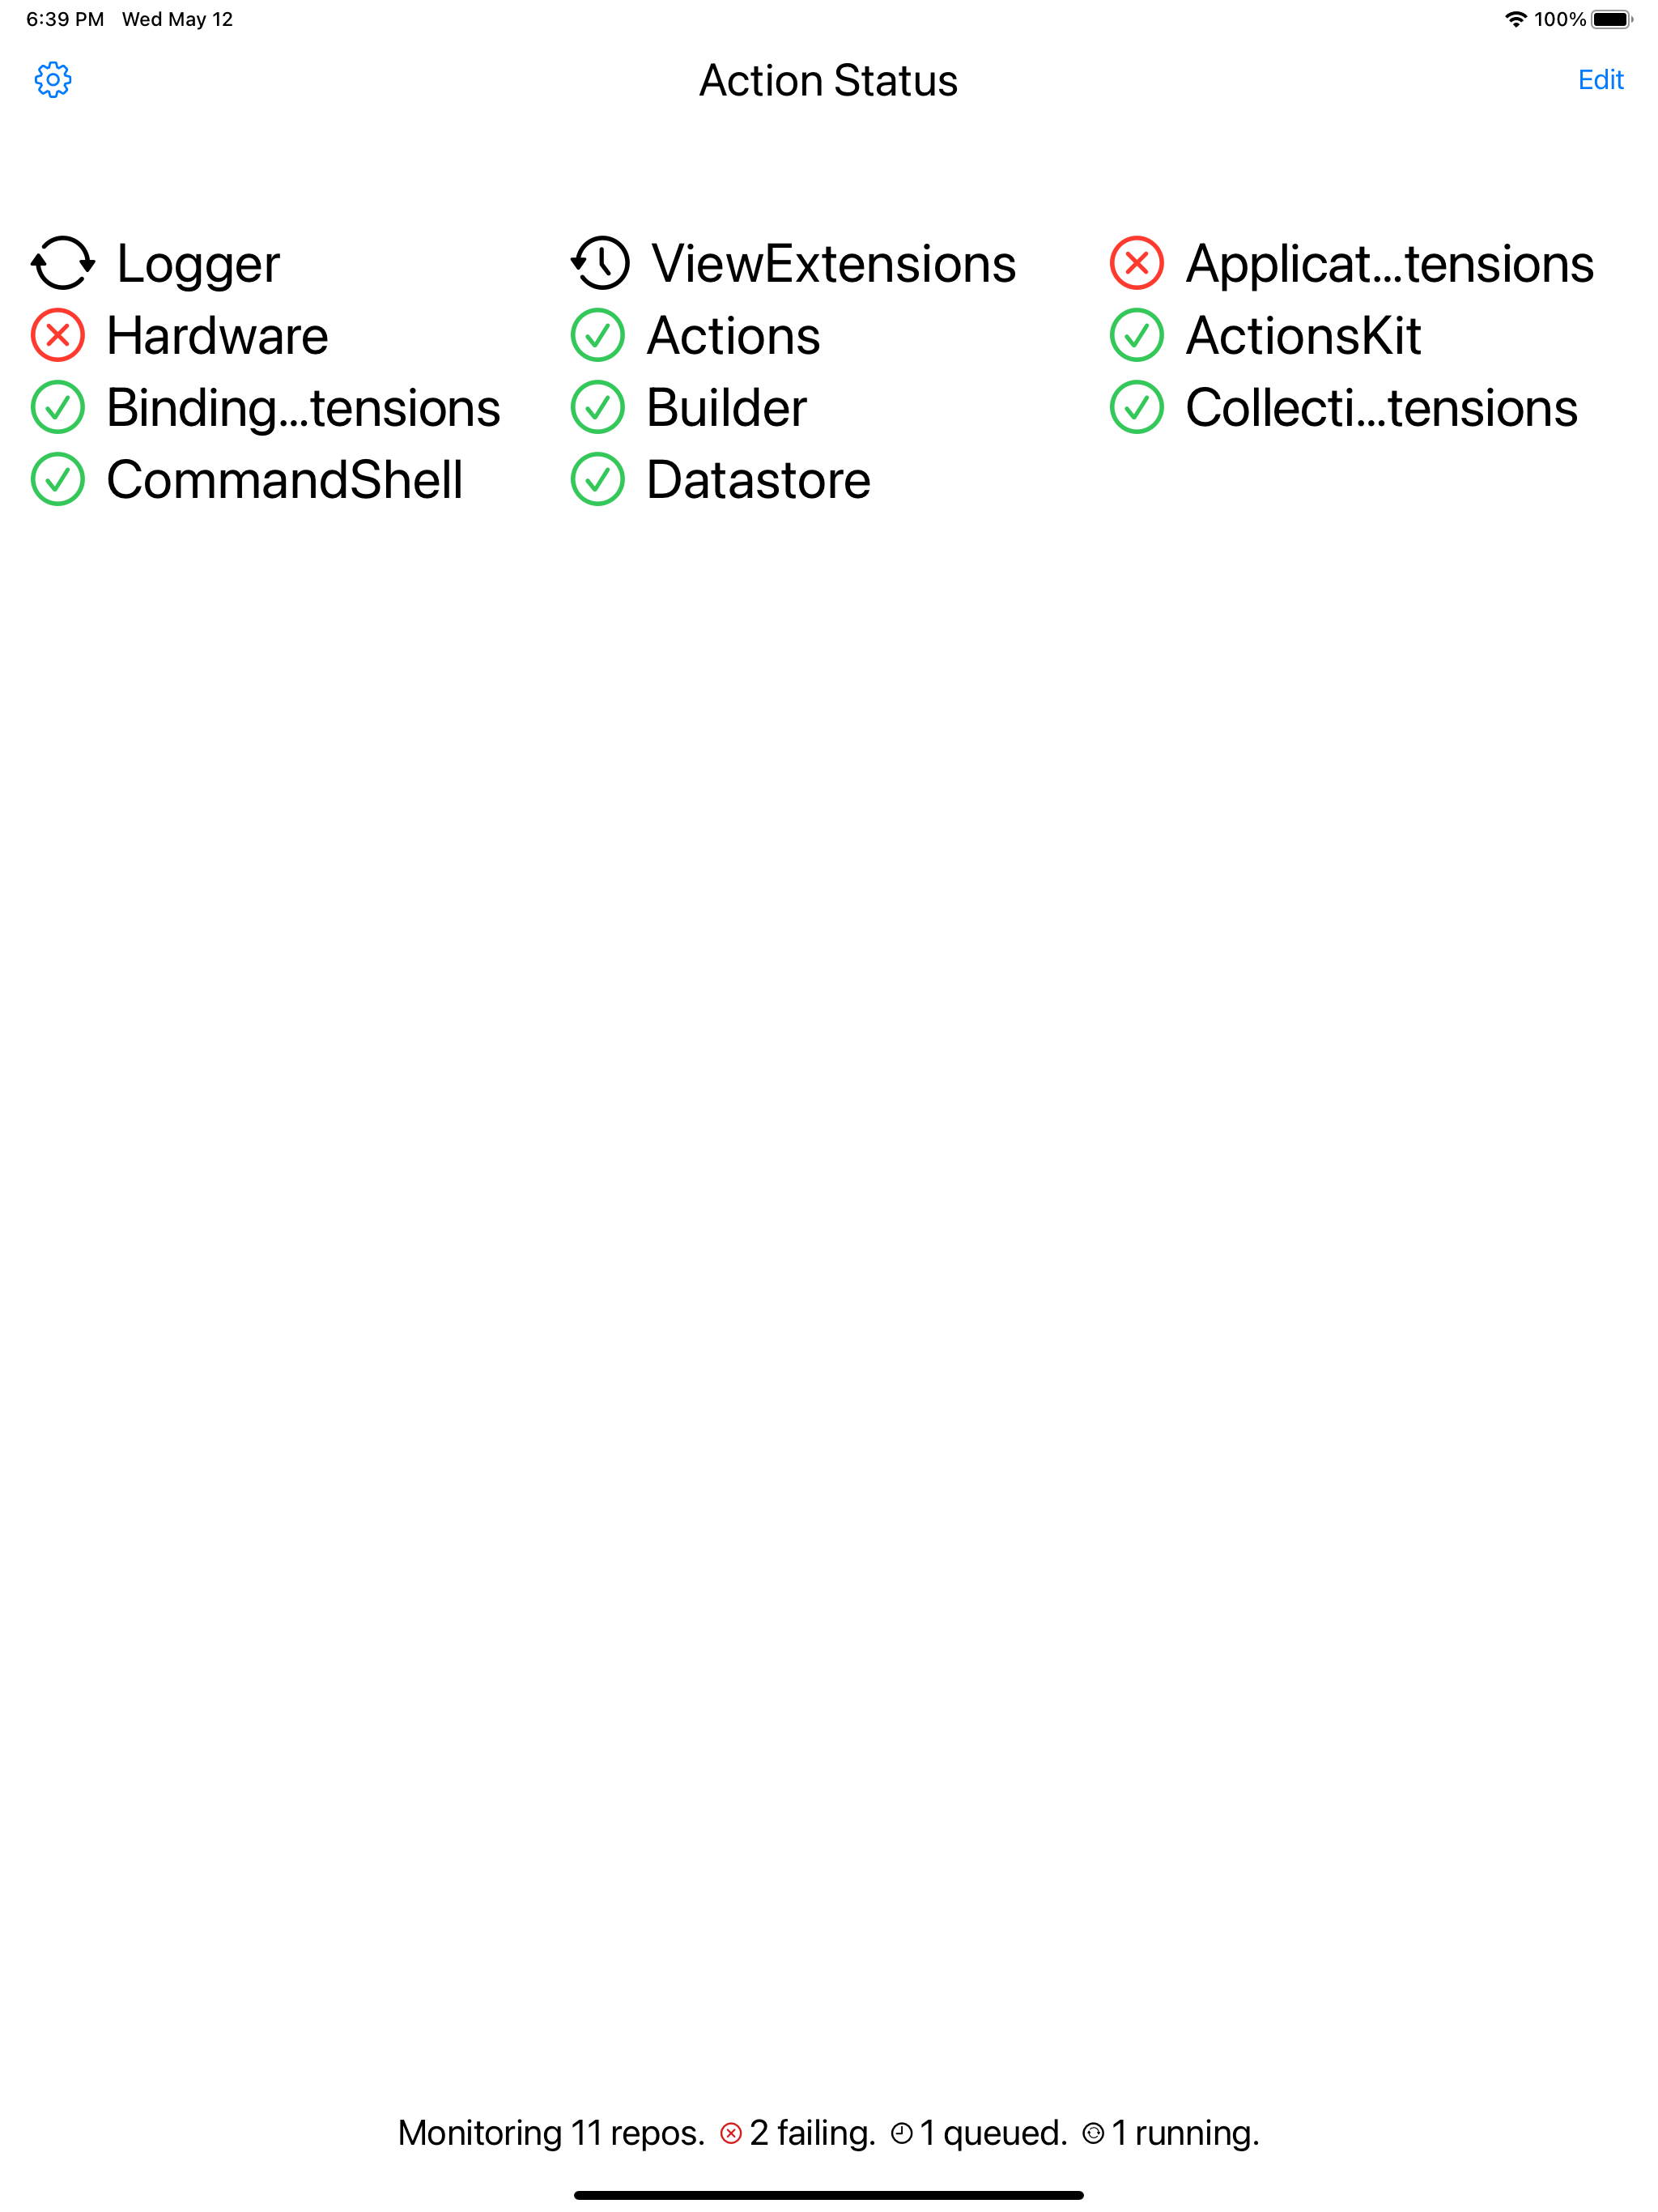 6:39 PM Wed May 12 100%
Action Status Edit
Logger ViewExtensions Applicat...tensions
Hardware Actions ActionsKit
Binding...tensions Builder Collecti...tensions
CommandShell Datastore
Monitoring 11 repos. 2 failing. 1 queued. 1 running.